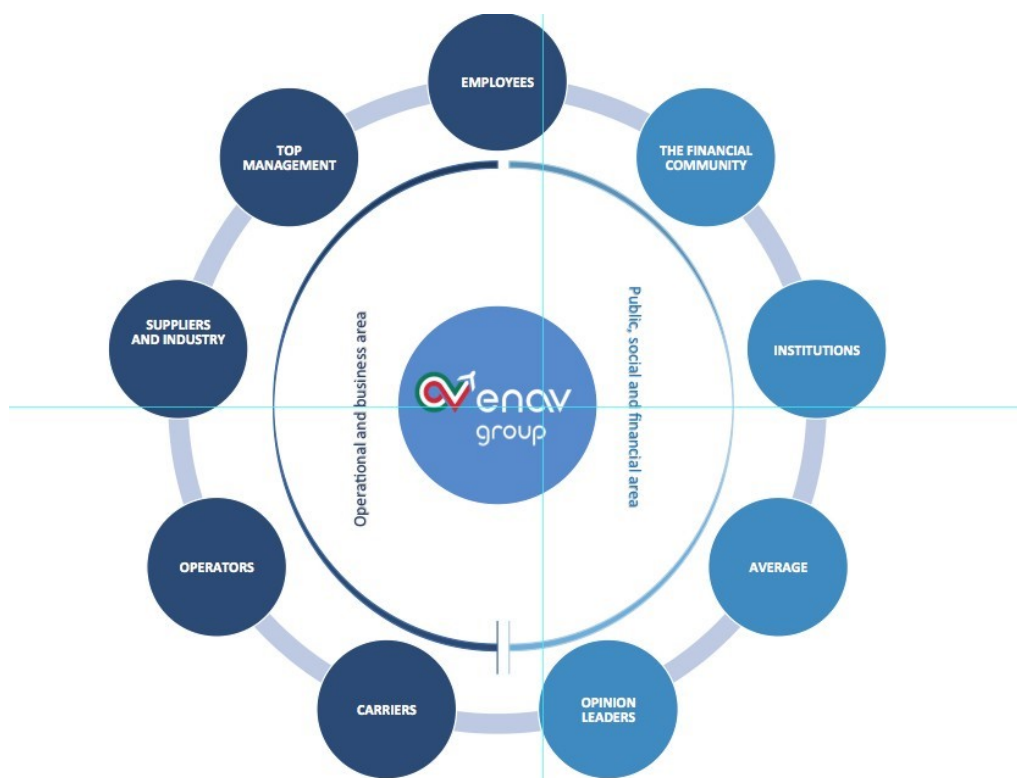 EMPLOYEES
THE FINANCIAL
COMMUNITY
INSTITUTIONS
AVERAGE
OPINION
LEADERS
CARRIERS
OPERATORS
SUPPLIERS
AND INDUSTRY
TOP
MANAGEMENT
Operational and business area
enav
group
Public, social and financial area